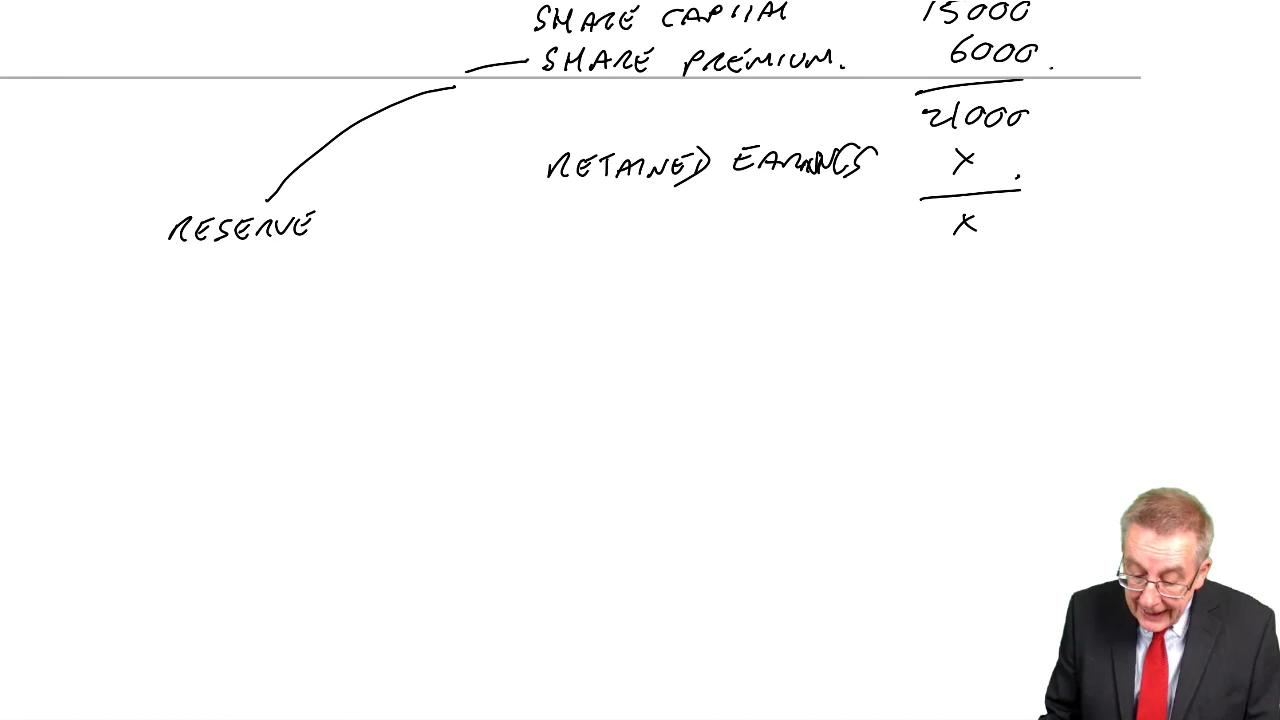 SHARE CAPITAL 15000
SHARE PREMIUM. 6000.
21000
RETAINED EARNINGS X
RESERVE X